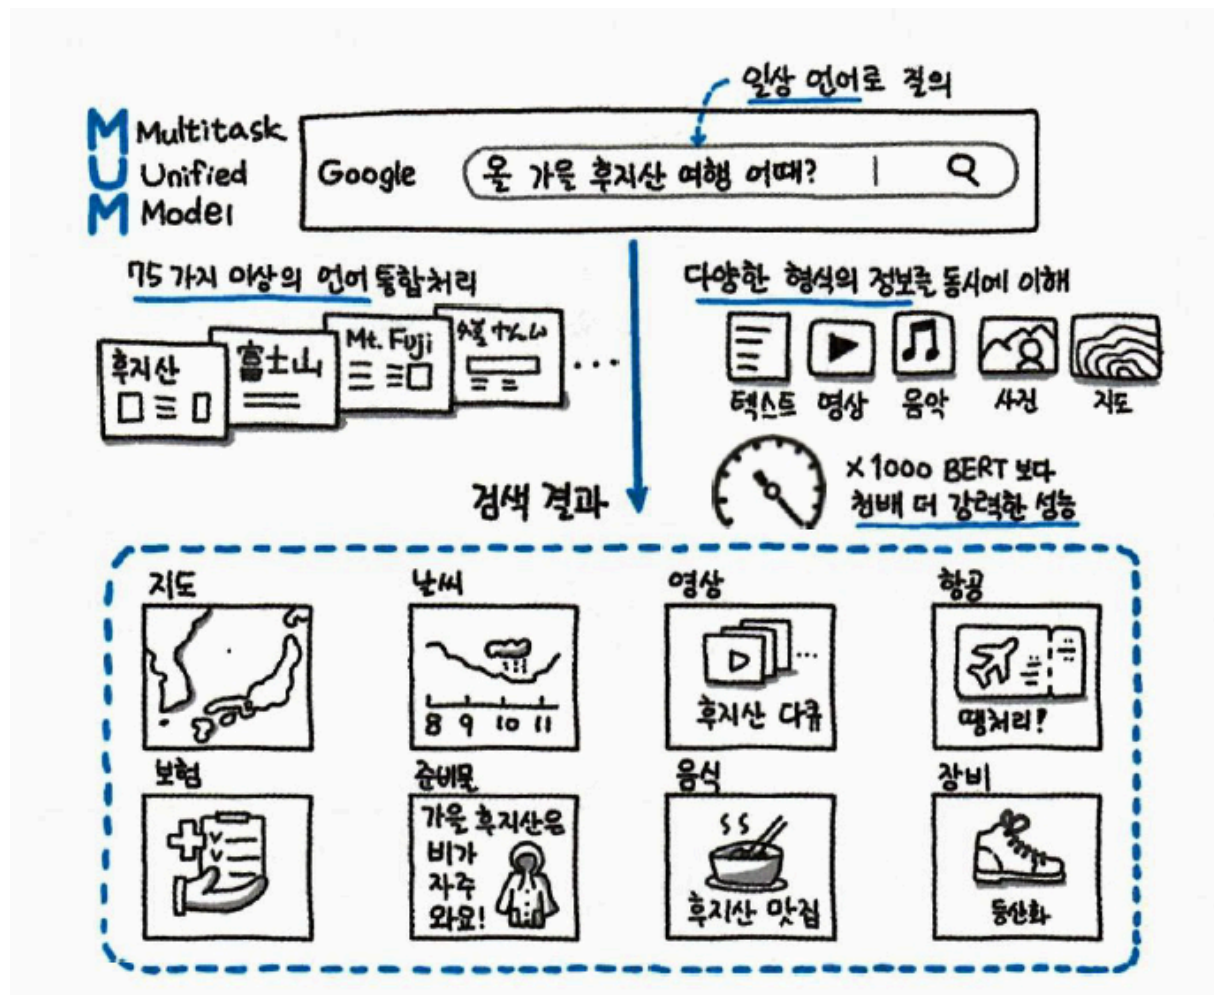 일상 언어로 질의
Multitask
Unified
Model
Google
올 가을 후지산 여행 어때?
75가지 이상의 언어 통합처리
후지산
富士山
Mt. Fuji
...
다양한 형식의 정보를 동시에 이해
텍스트 영상 음악 사진 지도
x1000 BERT 보다
천배 더 강력한 성능
검색 결과
지도 날씨 영상 항공
8 9 10 11
...
후지산 다큐
땡처리!
보험 준비물 음식 장비
가을 후지산은
비가
자주
와요!
후지산 맛집
등산화